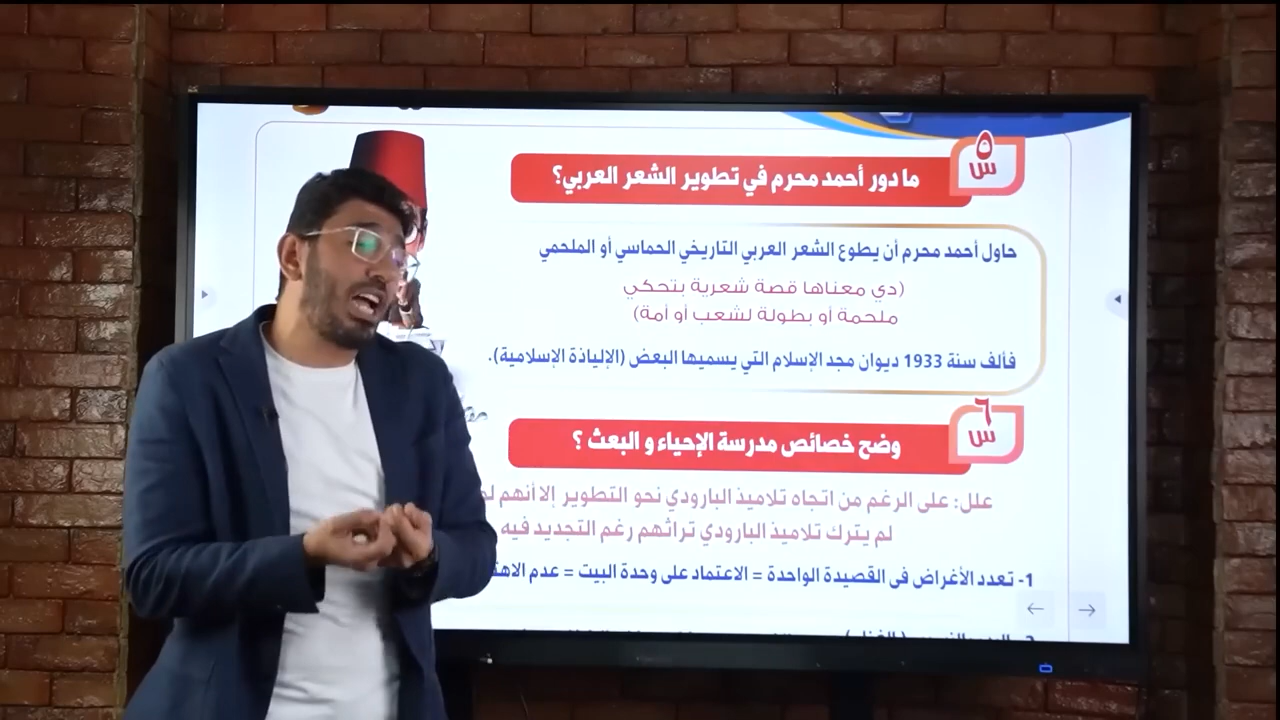 س٥
ما دور أحمد محرم في تطوير الشعر العربي؟
حاول أحمد محرم أن يطوع الشعر العربي التاريخي الحماسي أو الملحمي
(دي معناها قصة شعرية بتحكي
ملحمة أو بطولة لشعب أو أمة)
فألف سنة 1933 ديوان مجد الإسلام التي يسميها البعض (الإلياذة الإسلامية).
س٦
وضح خصائص مدرسة الإحياء و البعث ؟
علل: على الرغم من اتجاه تلاميذ البارودي نحو التطوير إلا أنهم
لم يترك تلاميذ البارودي تراثهم رغم التجديد فيه
1- تعدد الأغراض فى القصيدة الواحدة = الاعتماد على وحدة البيت = عدم